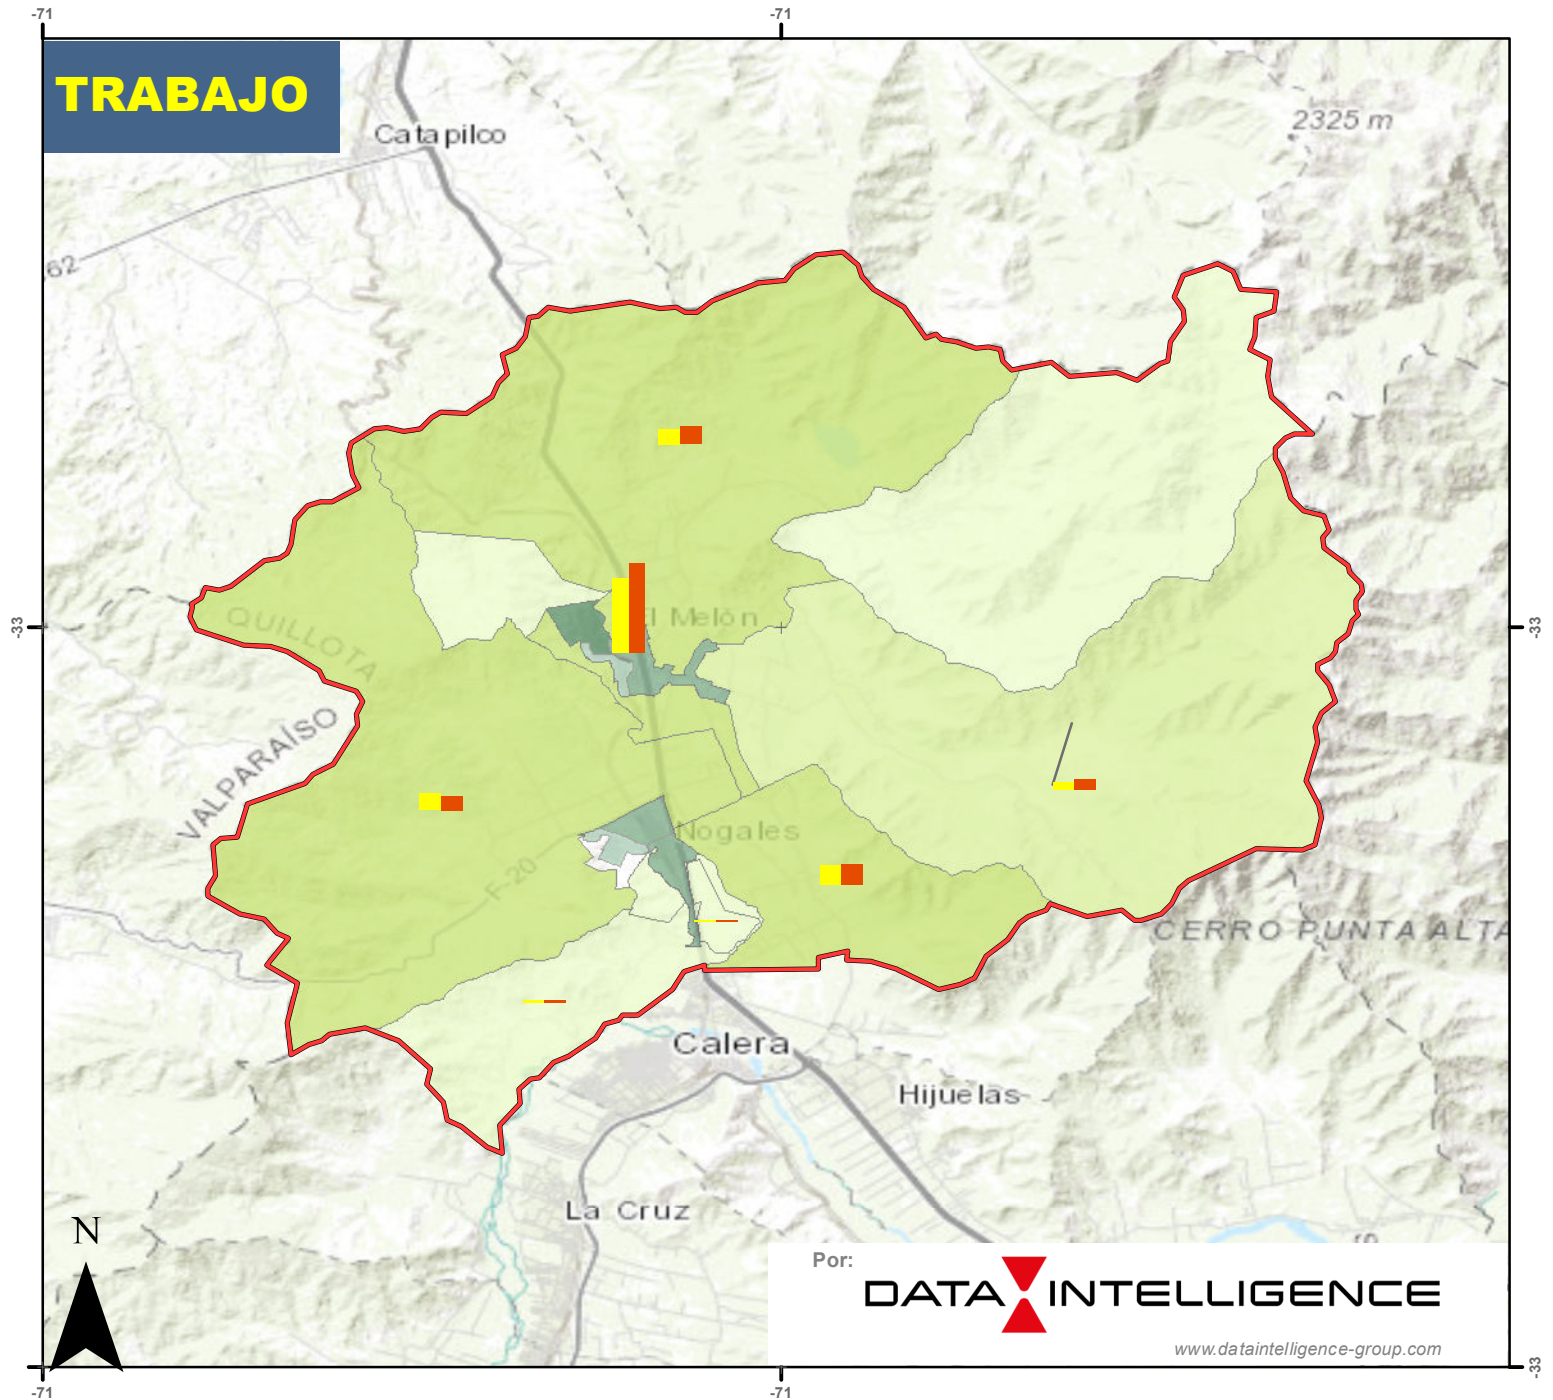 -71
-71
TRABAJO
Catapilco
2325 m
62
El Melón
-33
-33
QUILLOTA
VALPARAÍSO
Nogales
F-20
CERRO PUNTA ALTA
Calera
Hijuelas
La Cruz
N
Por:
DATA INTELLIGENCE
www.dataintelligence-group.com
-33
-71
-71